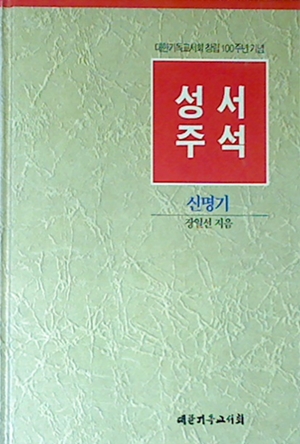 대한기독교서회 창립 100주년 기념
성서
주석
신명기
장일선 지음
대한기독교서회